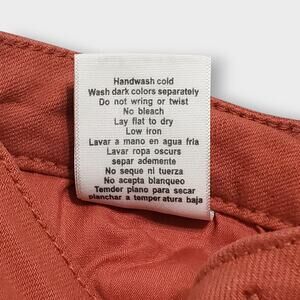 Handwash cold
Wash dark colors separately
Do not wring or twist
No bleach
Lay flat to dry
Low iron
Lavar a mano en agua fria
Lavar ropa oscurs
separ ademente
No seque ni tuerza
No acepta blanqueo
Temder plano para secar
planchar a temperatura baja